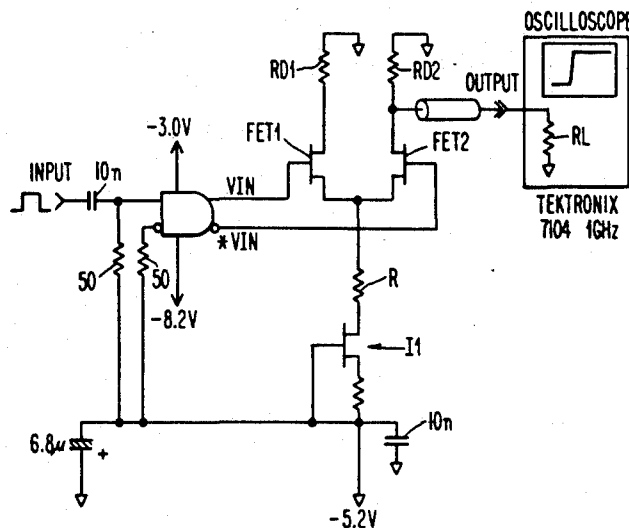 OSCILLOSCOPE
RD1
RD2
OUTPUT
-3.0V
FET1
FET2
RL
INPUT
10n
VIN
*VIN
TEKTRONIX
7104 1GHz
50
50
-8.2V
R
I1
6.8μ
+
10n
-5.2V